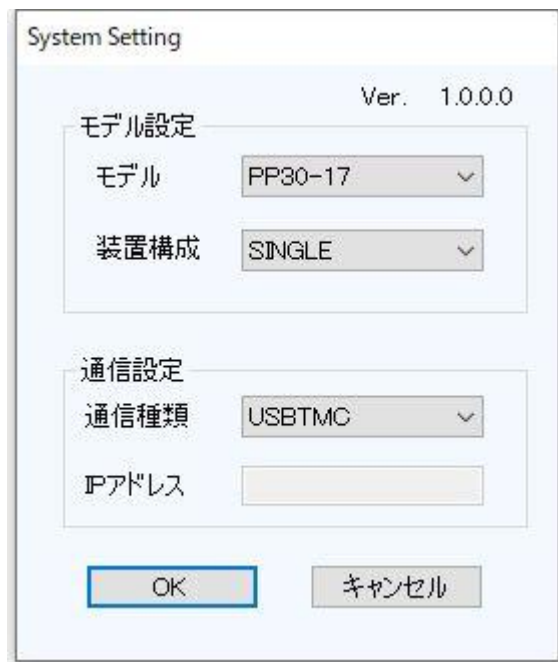 System Setting
Ver. 1.0.0.0
モデル設定
モデル PP30-17
装置構成 SINGLE
通信設定
通信種類 USBTMC
IPアドレス
OK キャンセル